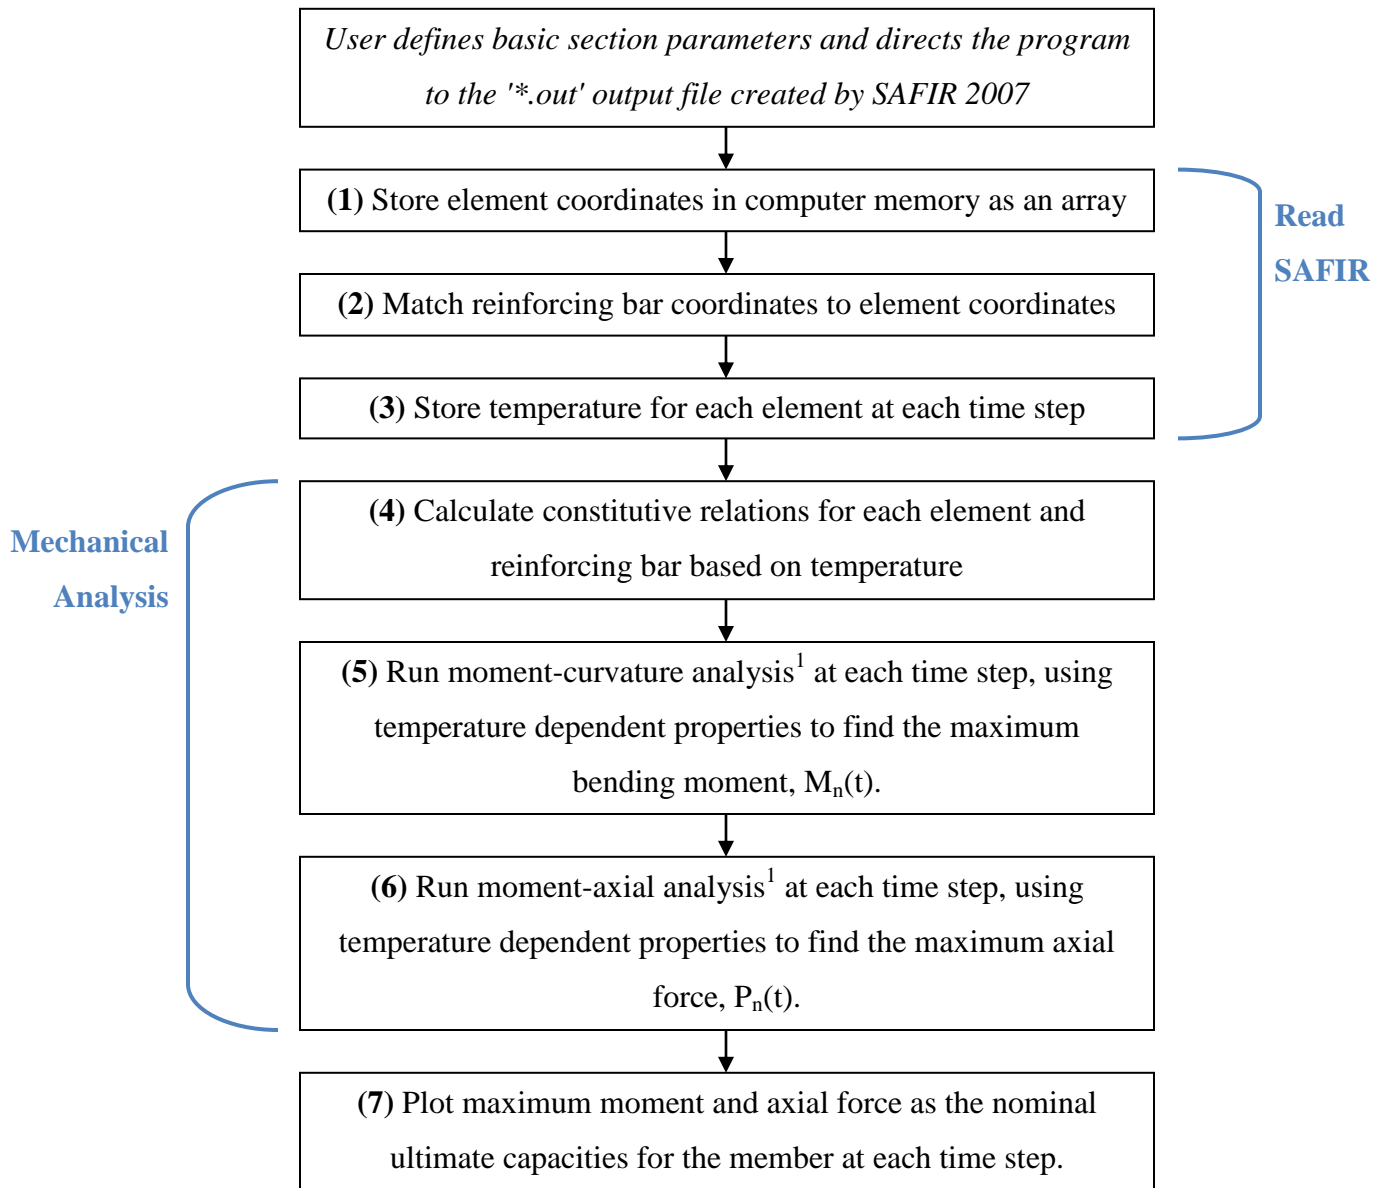 User defines basic section parameters and directs the program
to the '*.out' output file created by SAFIR 2007
(1) Store element coordinates in computer memory as an array
Read
SAFIR
(2) Match reinforcing bar coordinates to element coordinates
(3) Store temperature for each element at each time step
(4) Calculate constitutive relations for each element and
reinforcing bar based on temperature
Mechanical
Analysis
(5) Run moment-curvature analysis¹ at each time step, using
temperature dependent properties to find the maximum
bending moment, Mₙ(t).
(6) Run moment-axial analysis¹ at each time step, using
temperature dependent properties to find the maximum axial
force, Pₙ(t).
(7) Plot maximum moment and axial force as the nominal
ultimate capacities for the member at each time step.